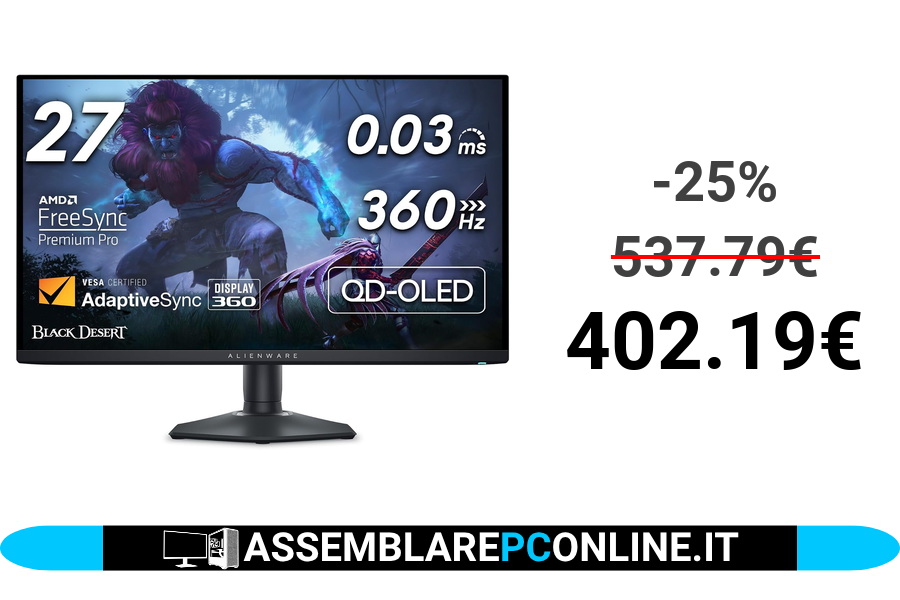 27
0.03 ms
AMD
FreeSync
Premium Pro
360 Hz
VESA CERTIFIED
AdaptiveSync
DISPLAY
360
QD-OLED
BLACK DESERT
ALIENWARE
-25%
537.79€
402.19€
ASSEMBLAREPCONLINE.IT